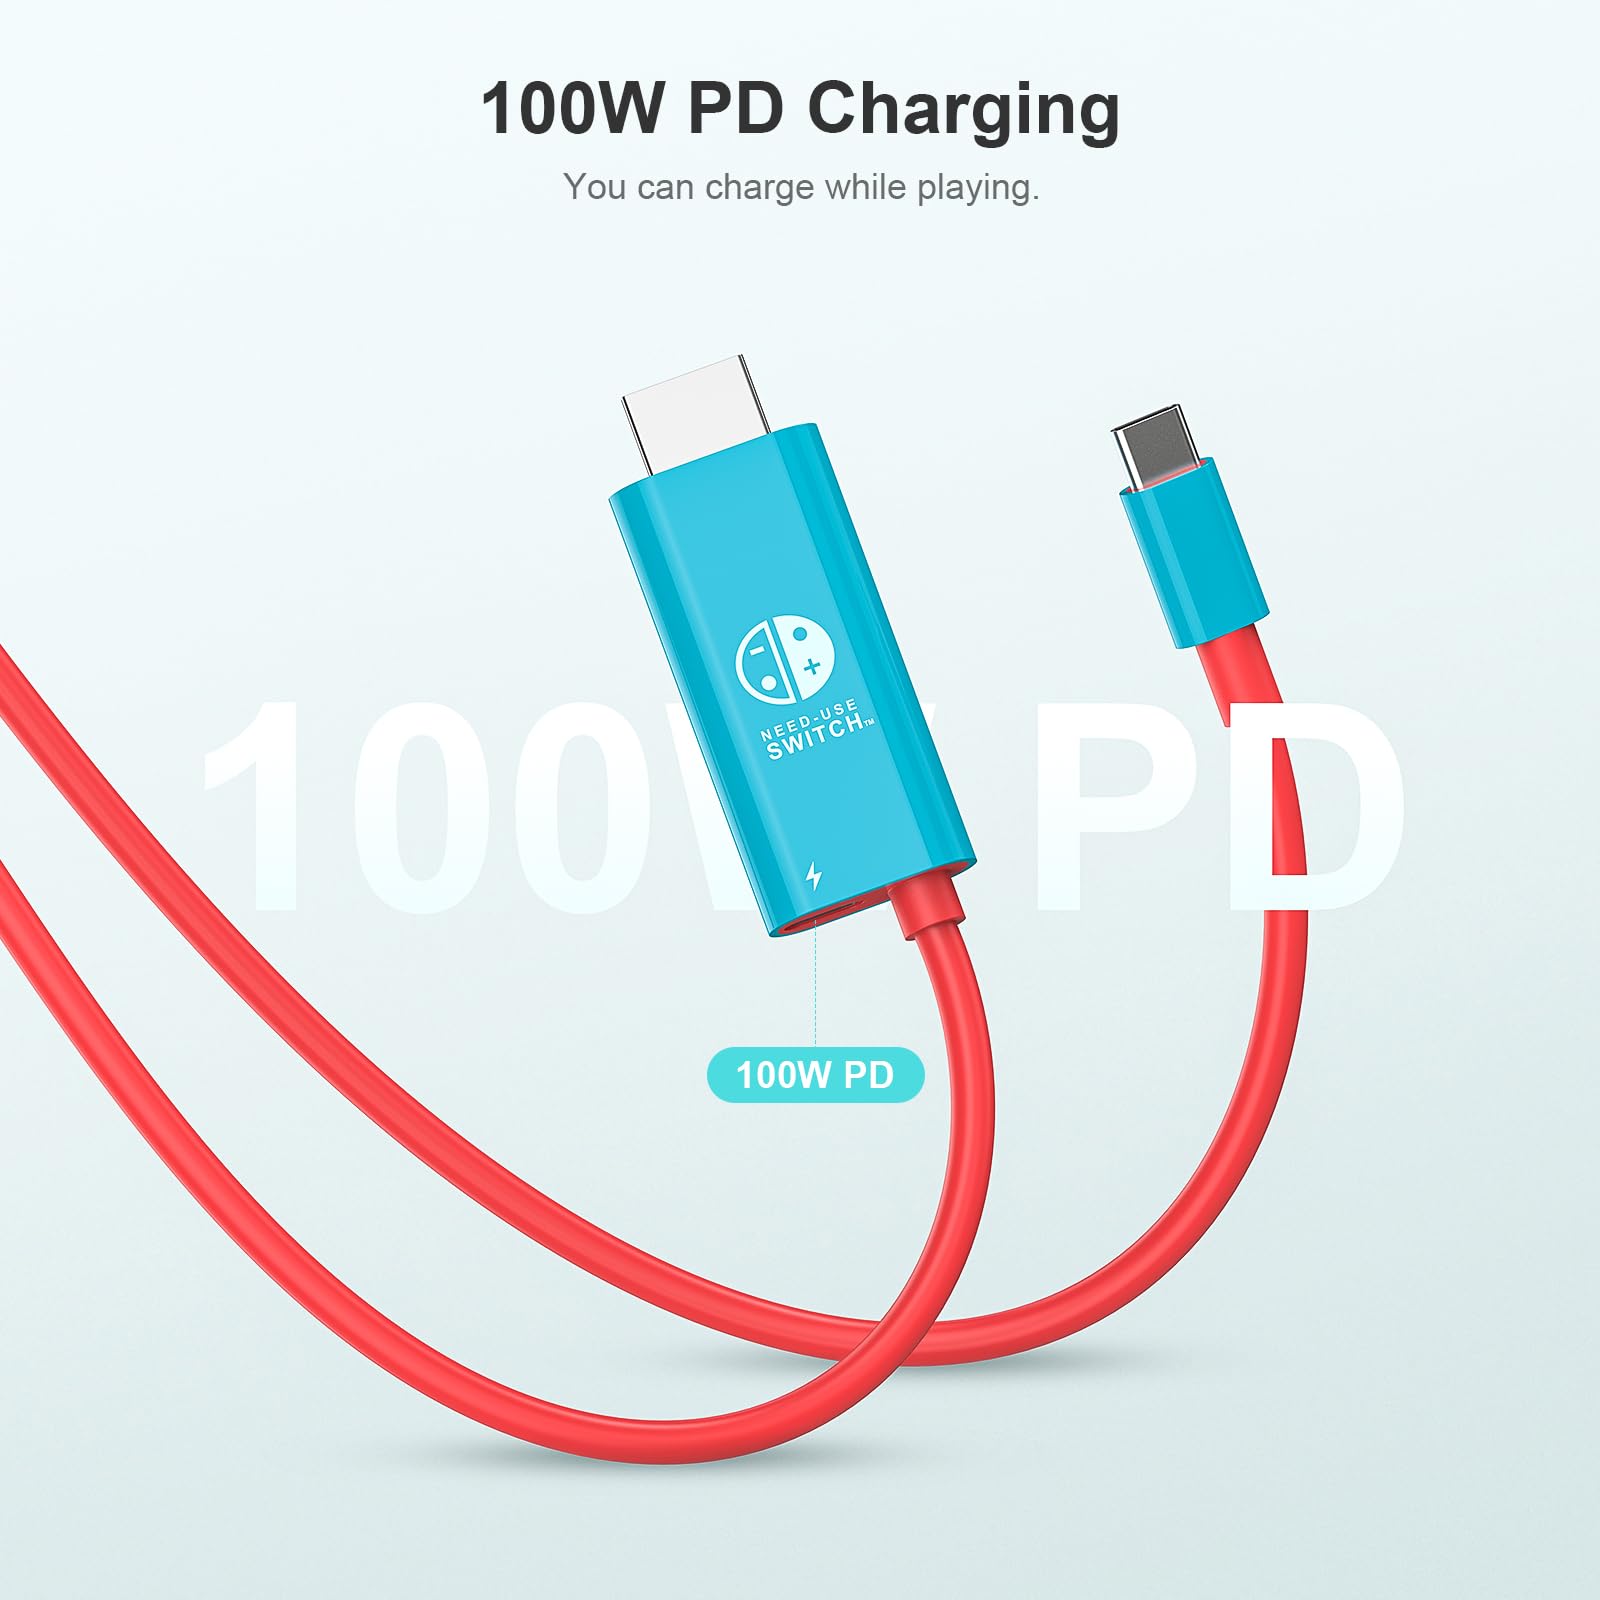 100W PD Charging
You can charge while playing.
100W PD
NEED-USE
SWITCH™
100W PD